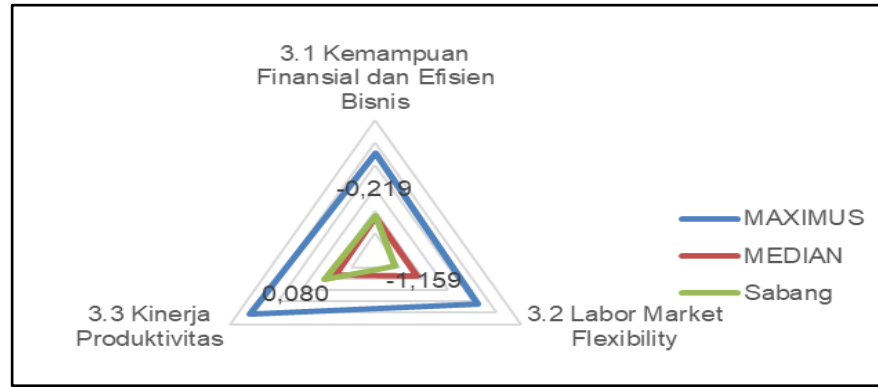 3.1 Kemampuan
Finansial dan Efisien
Bisnis
-0,219
MAXIMUS
MEDIAN
Sabang
-1,159
0,080
3.3 Kinerja
Produktivitas
3.2 Labor Market
Flexibility